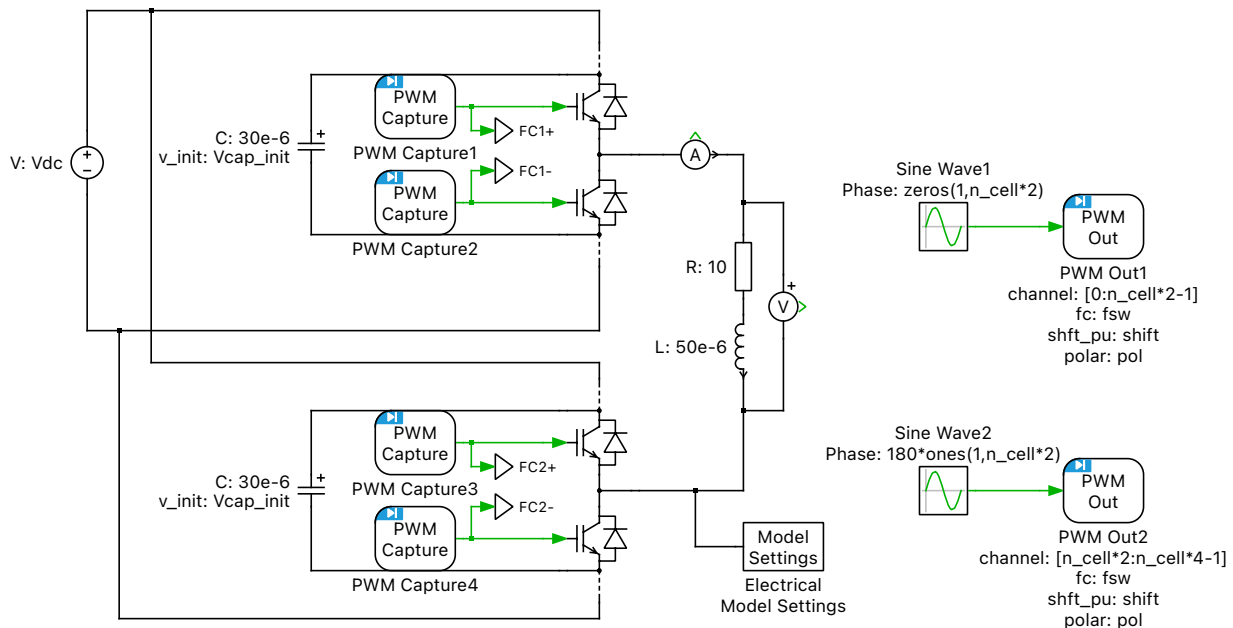 V: Vdc
C: 30e-6
v_init: Vcap_init
PWM
Capture
PWM Capture1
FC1+
FC1-
PWM
Capture
PWM Capture2
A
R: 10
V
L: 50e-6
Sine Wave1
Phase: zeros(1,n_cell*2)
PWM
Out
PWM Out1
channel: [0:n_cell*2-1]
fc: fsw
shft_pu: shift
polar: pol
C: 30e-6
v_init: Vcap_init
PWM
Capture
PWM Capture3
FC2+
FC2-
PWM
Capture
PWM Capture4
Model
Settings
Electrical
Model Settings
Sine Wave2
Phase: 180*ones(1,n_cell*2)
PWM
Out
PWM Out2
channel: [n_cell*2:n_cell*4-1]
fc: fsw
shft_pu: shift
polar: pol